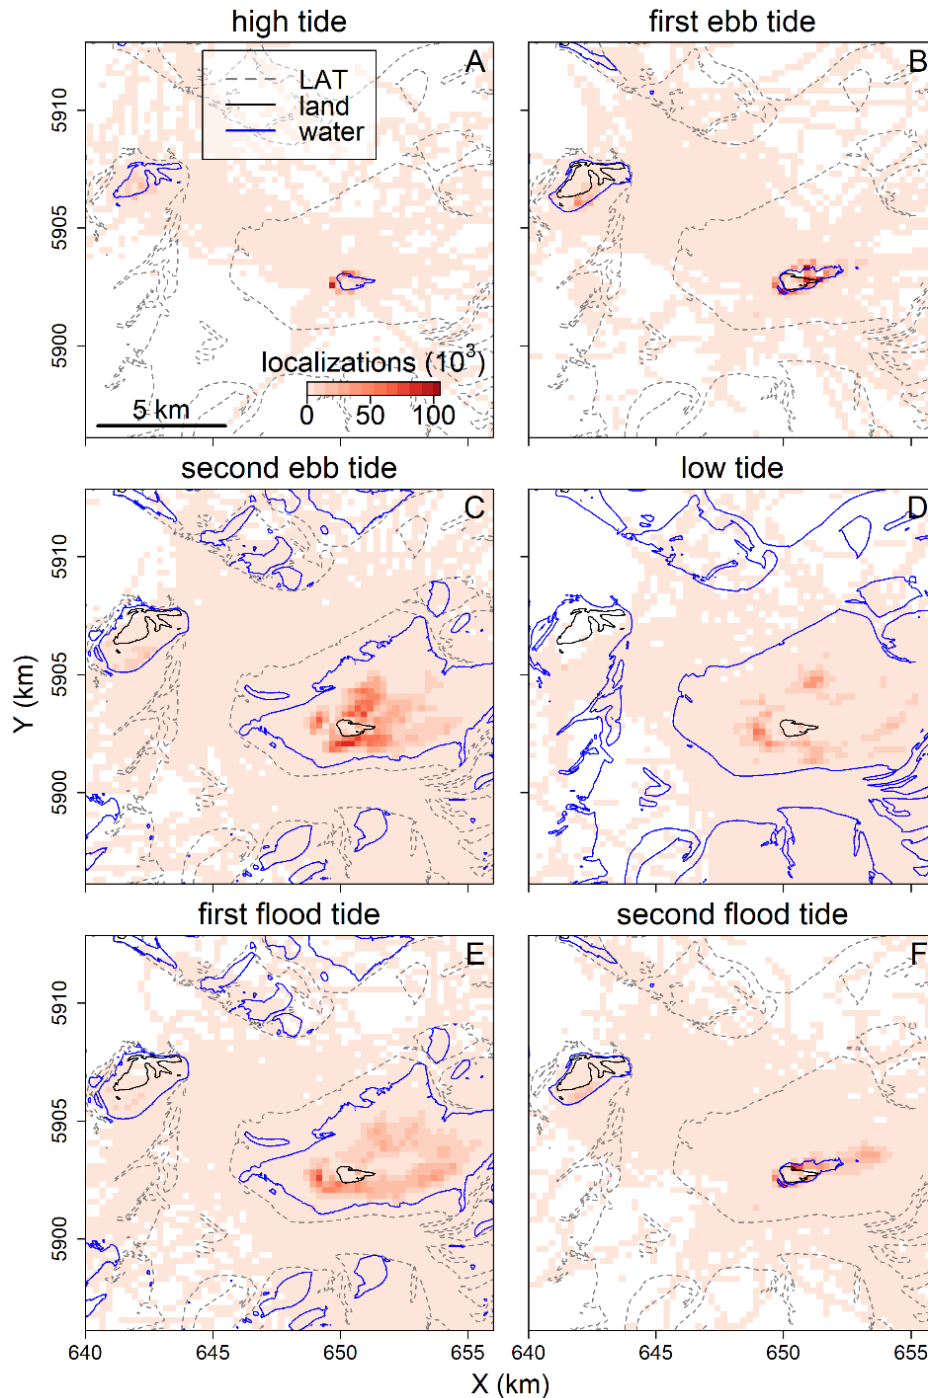 high tide
first ebb tide
A
B
LAT
land
water
5910
5905
5900
localizations (10³)
0 50 100
5 km
second ebb tide
low tide
C
D
5910
5905
5900
Y (km)
first flood tide
second flood tide
E
F
5910
5905
5900
640 645 650 655
640 645 650 655
X (km)